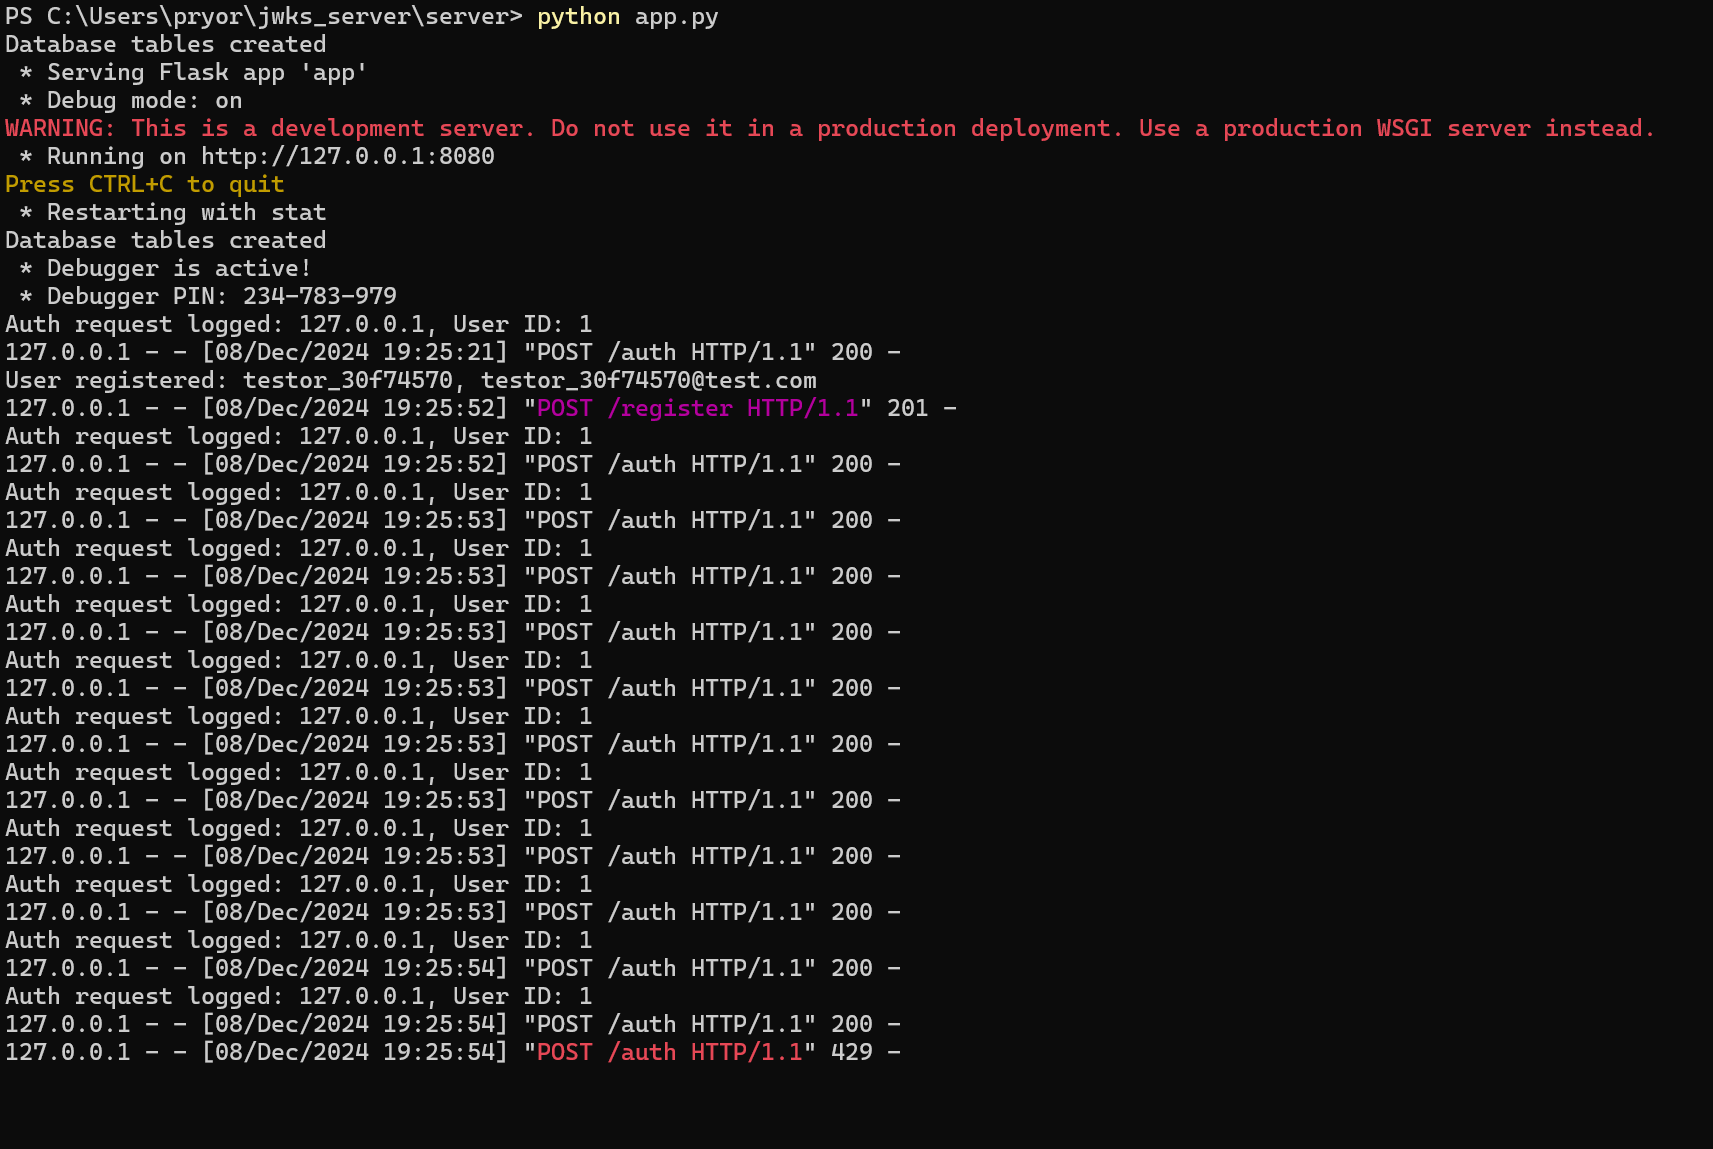 PS C:\Users\pryor\jwks_server\server> python app.py
Database tables created
 * Serving Flask app 'app'
 * Debug mode: on
WARNING: This is a development server. Do not use it in a production deployment. Use a production WSGI server instead.
 * Running on http://127.0.0.1:8080
Press CTRL+C to quit
 * Restarting with stat
Database tables created
 * Debugger is active!
 * Debugger PIN: 234-783-979
Auth request logged: 127.0.0.1, User ID: 1
127.0.0.1 - - [08/Dec/2024 19:25:21] "POST /auth HTTP/1.1" 200 -
User registered: testor_30f74570, testor_30f74570@test.com
127.0.0.1 - - [08/Dec/2024 19:25:52] "POST /register HTTP/1.1" 201 -
Auth request logged: 127.0.0.1, User ID: 1
127.0.0.1 - - [08/Dec/2024 19:25:52] "POST /auth HTTP/1.1" 200 -
Auth request logged: 127.0.0.1, User ID: 1
127.0.0.1 - - [08/Dec/2024 19:25:53] "POST /auth HTTP/1.1" 200 -
Auth request logged: 127.0.0.1, User ID: 1
127.0.0.1 - - [08/Dec/2024 19:25:53] "POST /auth HTTP/1.1" 200 -
Auth request logged: 127.0.0.1, User ID: 1
127.0.0.1 - - [08/Dec/2024 19:25:53] "POST /auth HTTP/1.1" 200 -
Auth request logged: 127.0.0.1, User ID: 1
127.0.0.1 - - [08/Dec/2024 19:25:53] "POST /auth HTTP/1.1" 200 -
Auth request logged: 127.0.0.1, User ID: 1
127.0.0.1 - - [08/Dec/2024 19:25:53] "POST /auth HTTP/1.1" 200 -
Auth request logged: 127.0.0.1, User ID: 1
127.0.0.1 - - [08/Dec/2024 19:25:53] "POST /auth HTTP/1.1" 200 -
Auth request logged: 127.0.0.1, User ID: 1
127.0.0.1 - - [08/Dec/2024 19:25:53] "POST /auth HTTP/1.1" 200 -
Auth request logged: 127.0.0.1, User ID: 1
127.0.0.1 - - [08/Dec/2024 19:25:53] "POST /auth HTTP/1.1" 200 -
Auth request logged: 127.0.0.1, User ID: 1
127.0.0.1 - - [08/Dec/2024 19:25:54] "POST /auth HTTP/1.1" 200 -
Auth request logged: 127.0.0.1, User ID: 1
127.0.0.1 - - [08/Dec/2024 19:25:54] "POST /auth HTTP/1.1" 200 -
127.0.0.1 - - [08/Dec/2024 19:25:54] "POST /auth HTTP/1.1" 429 -